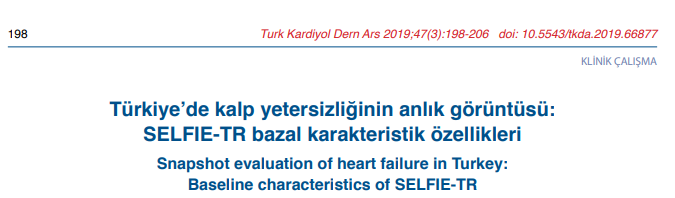 198
Turk Kardiyol Dern Ars 2019;47(3):198-206 doi: 10.5543/tkda.2019.66877
KLİNİK ÇALIŞMA
Türkiye’de kalp yetersizliğinin anlık görüntüsü:
SELFIE-TR bazal karakteristik özellikleri
Snapshot evaluation of heart failure in Turkey:
Baseline characteristics of SELFIE-TR